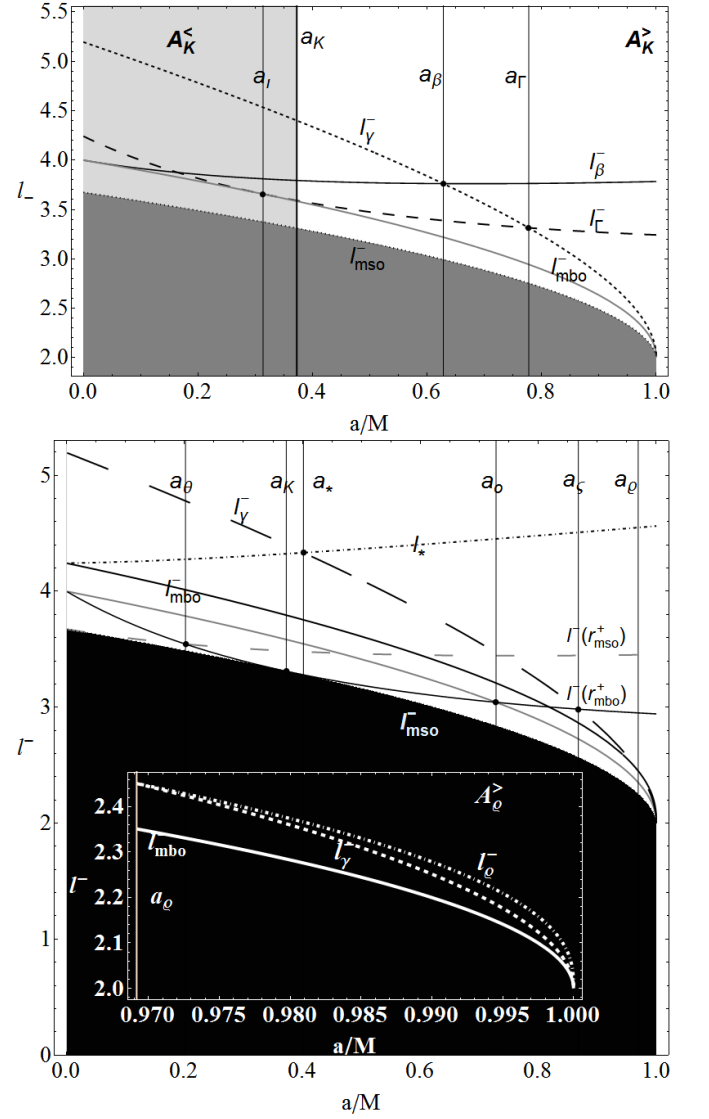 5.5
A_K^<
a_K
A_K^>
5.0
a_ι
a_β
a_Γ
4.5
l_γ^-
4.0
l_β^-
l_-
3.5
l_Γ^-
l_mso^-
l_mbo^-
3.0
2.5
2.0
0.0 0.2 0.4 0.6 0.8 1.0
a/M
5
a_θ a_K a_* a_o a_ς a_ϱ
l_γ^-
l_*
4
l_mbo^-
l^-(r_mso^+)
l^-(r_mbo^+)
3
l_mso^-
l^-
2
2.4
A_ϱ^>
2.3
l_mbo^- l_γ^- l_ϱ^-
l^-
2.2
a_ϱ
2.1
1
2.0
0.970 0.975 0.980 0.985 0.990 0.995 1.000
a/M
0
0.0 0.2 0.4 0.6 0.8 1.0
a/M